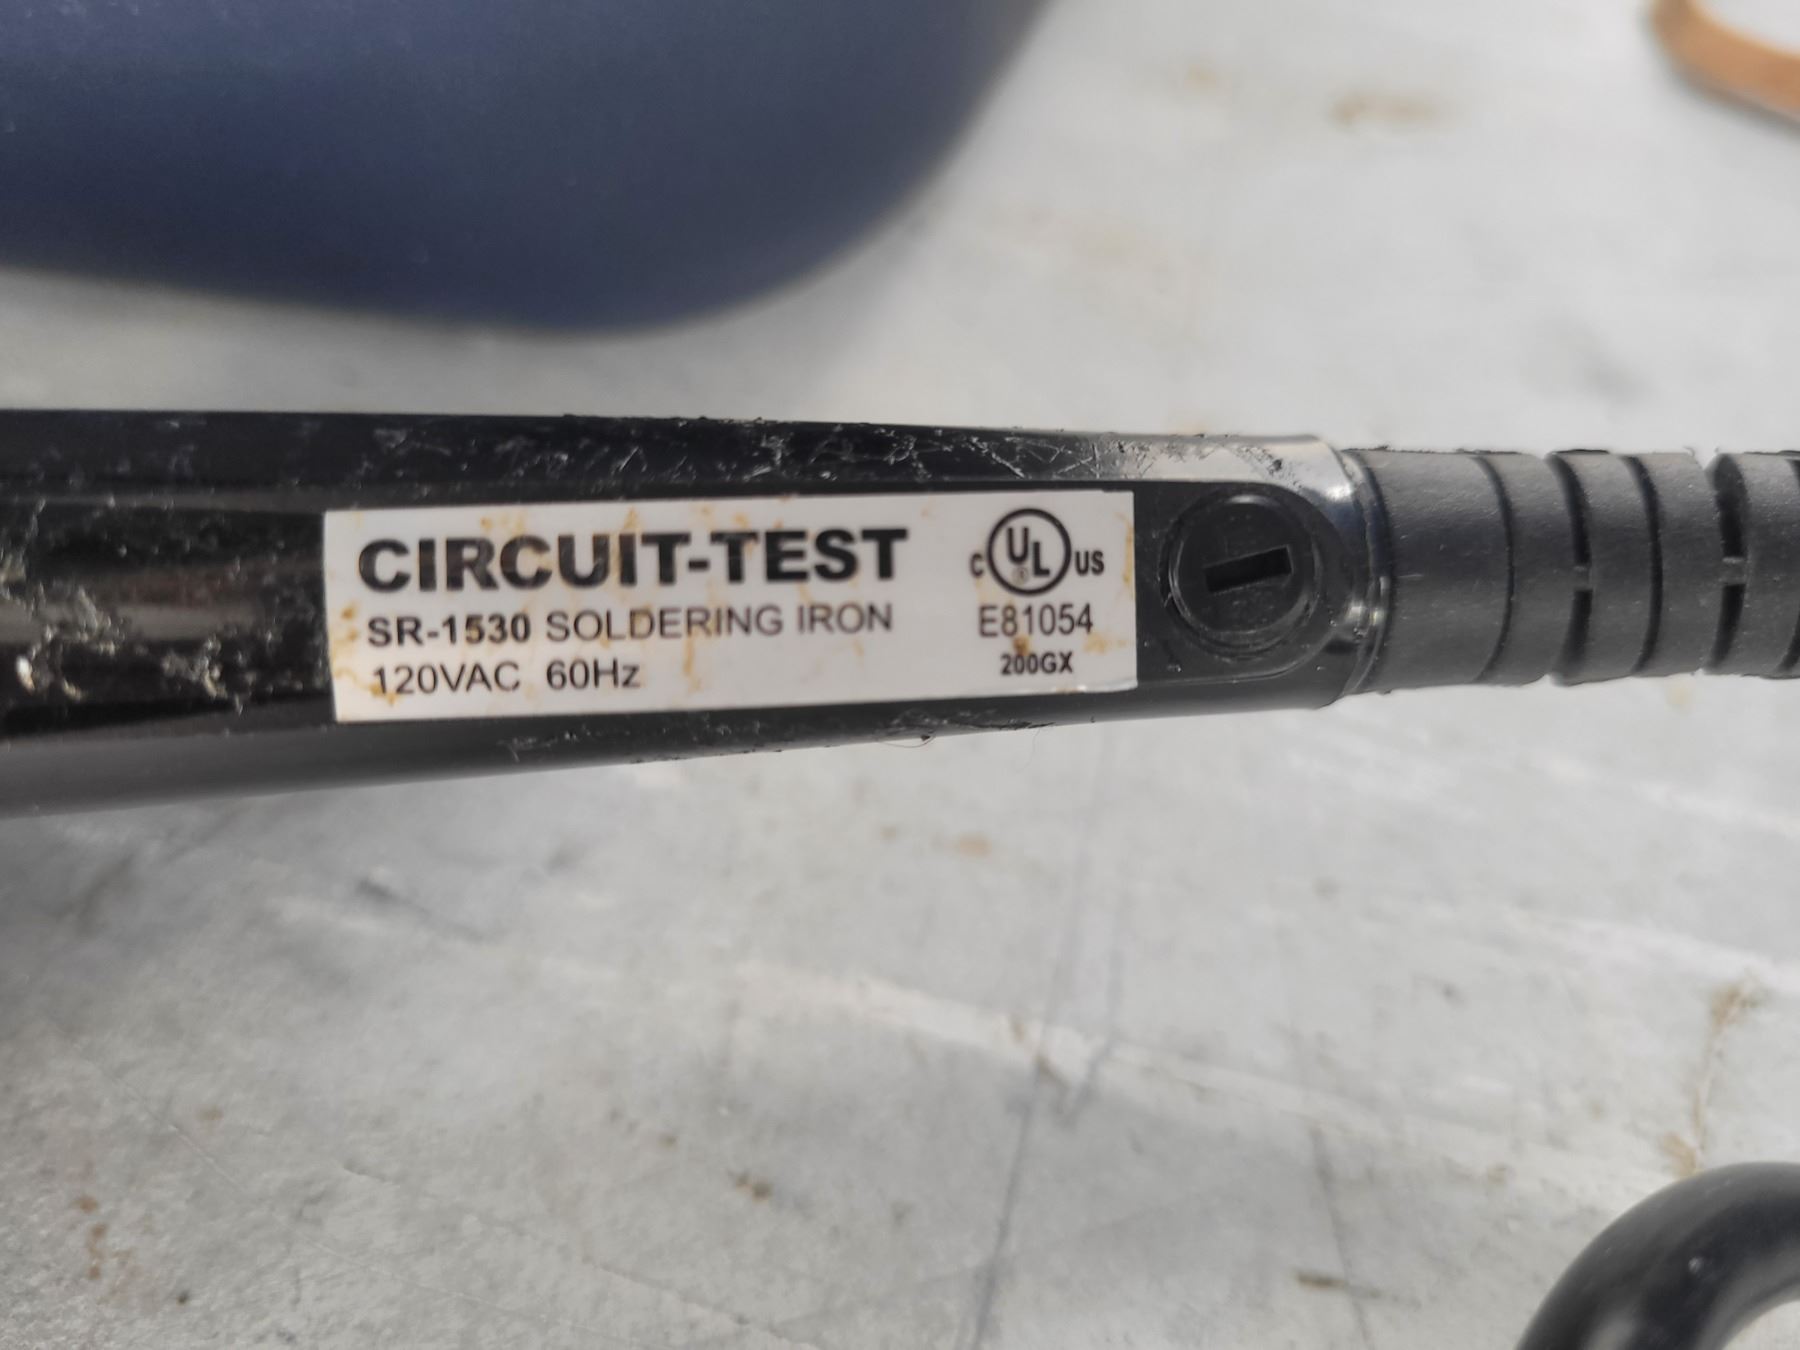 CIRCUIT-TEST
SR-1530 SOLDERING IRON
120VAC 60Hz
C UL ® US
E81054
200GX